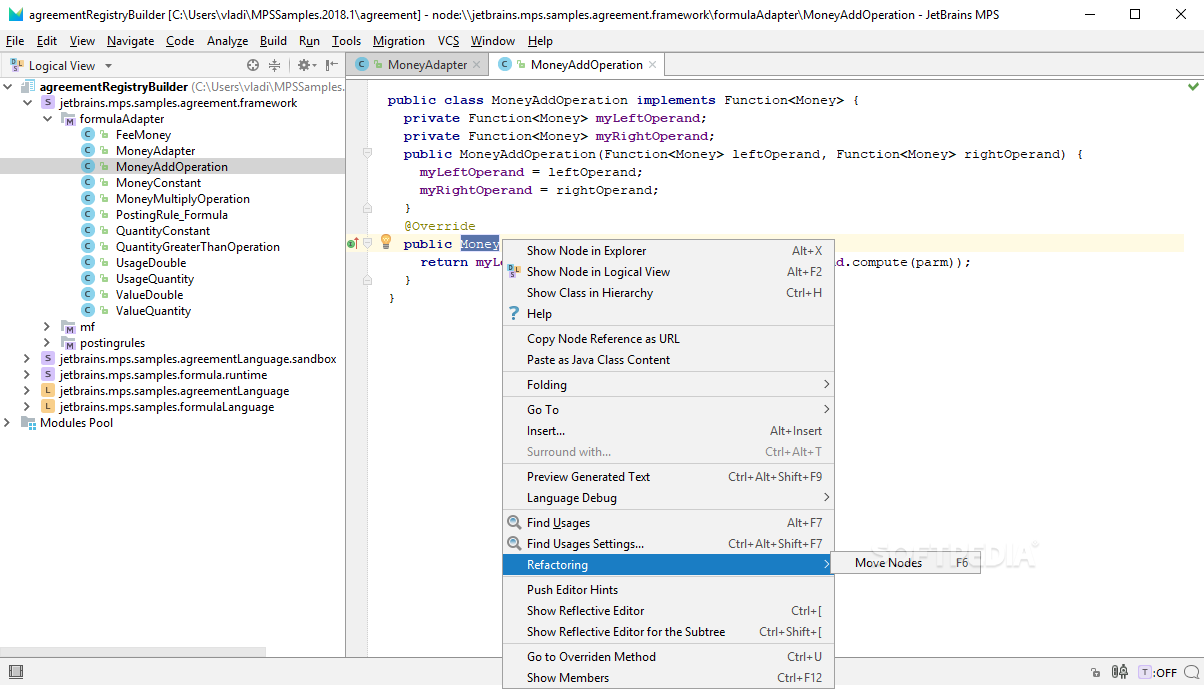 agreementRegistryBuilder [C:\Users\vladi\MPSSamples.2018.1\agreement] - node:\\jetbrains.mps.samples.agreement.framework\formulaAdapter\MoneyAddOperation - JetBrains MPS
File Edit View Navigate Code Analyze Build Run Tools Migration VCS Window Help
Logical View
MoneyAdapter
MoneyAddOperation
agreementRegistryBuilder (C:\Users\vladi\MPSSamples.
S jetbrains.mps.samples.agreement.framework
M formulaAdapter
C FeeMoney
C MoneyAdapter
C MoneyAddOperation
C MoneyConstant
C MoneyMultiplyOperation
C PostingRule_Formula
C QuantityConstant
C QuantityGreaterThanOperation
C UsageDouble
C UsageQuantity
C ValueDouble
C ValueQuantity
M mf
M postingrules
S jetbrains.mps.samples.agreementLanguage.sandbox
S jetbrains.mps.samples.formula.runtime
L jetbrains.mps.samples.agreementLanguage
L jetbrains.mps.samples.formulaLanguage
Modules Pool
public class MoneyAddOperation implements Function<Money> {
private Function<Money> myLeftOperand;
private Function<Money> myRightOperand;
public MoneyAddOperation(Function<Money> leftOperand, Function<Money> rightOperand) {
myLeftOperand = leftOperand;
myRightOperand = rightOperand;
}
@Override
public Money
return myL d.compute(parm));
}
}
Show Node in Explorer Alt+X
Show Node in Logical View Alt+F2
Show Class in Hierarchy Ctrl+H
? Help
Copy Node Reference as URL
Paste as Java Class Content
Folding
Go To
Insert... Alt+Insert
Surround with... Ctrl+Alt+T
Preview Generated Text Ctrl+Alt+Shift+F9
Language Debug
Find Usages Alt+F7
Find Usages Settings... Ctrl+Alt+Shift+F7
Refactoring
Move Nodes F6
SOFTPEDIA®
Push Editor Hints
Show Reflective Editor Ctrl+[
Show Reflective Editor for the Subtree Ctrl+Shift+[
Go to Overriden Method Ctrl+U
Show Members Ctrl+F12
T :OFF